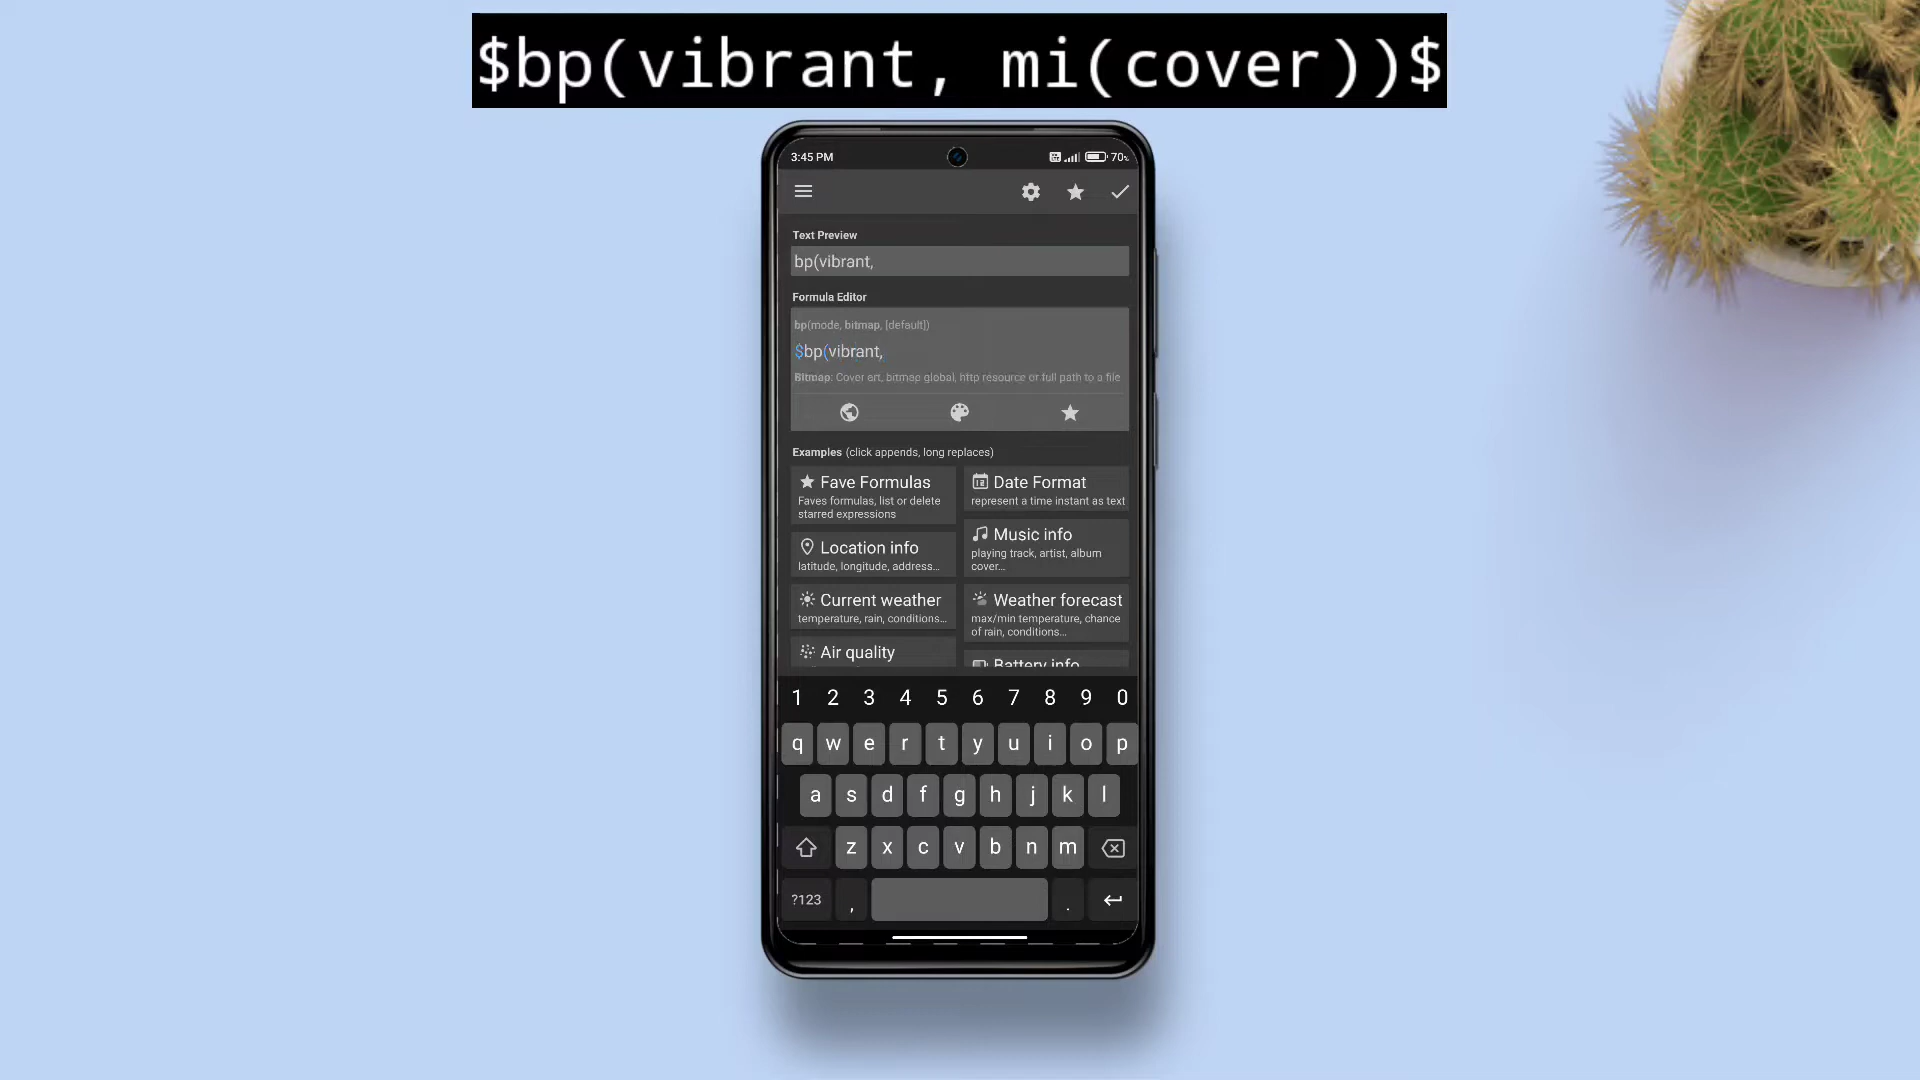 $bp(vibrant, mi(cover))$
3:45 PM
70%
Text Preview
bp(vibrant,
Formula Editor
bp(mode, bitmap, [default])
$bp(vibrant,
Bitmap: Cover art, bitmap global, http resource or full path to a file
Examples (click appends, long replaces)
Fave Formulas
Faves formulas, list or delete
starred expressions
Date Format
represent a time instant as text
Location info
latitude, longitude, address...
Music info
playing track, artist, album
cover...
Current weather
temperature, rain, conditions...
Weather forecast
max/min temperature, chance
of rain, conditions...
Air quality
Battery info
1 2 3 4 5 6 7 8 9 0
q w e r t y u i o p
a s d f g h j k l
z x c v b n m
?123 , .